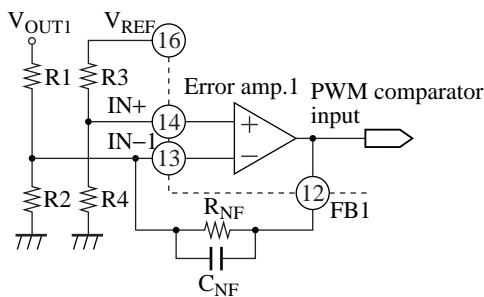 VOUT1
VREF
16
R1
R3
Error amp.1
PWM comparator
input
IN+
14
+
IN−1
13
−
R2
R4
12
FB1
RNF
CNF